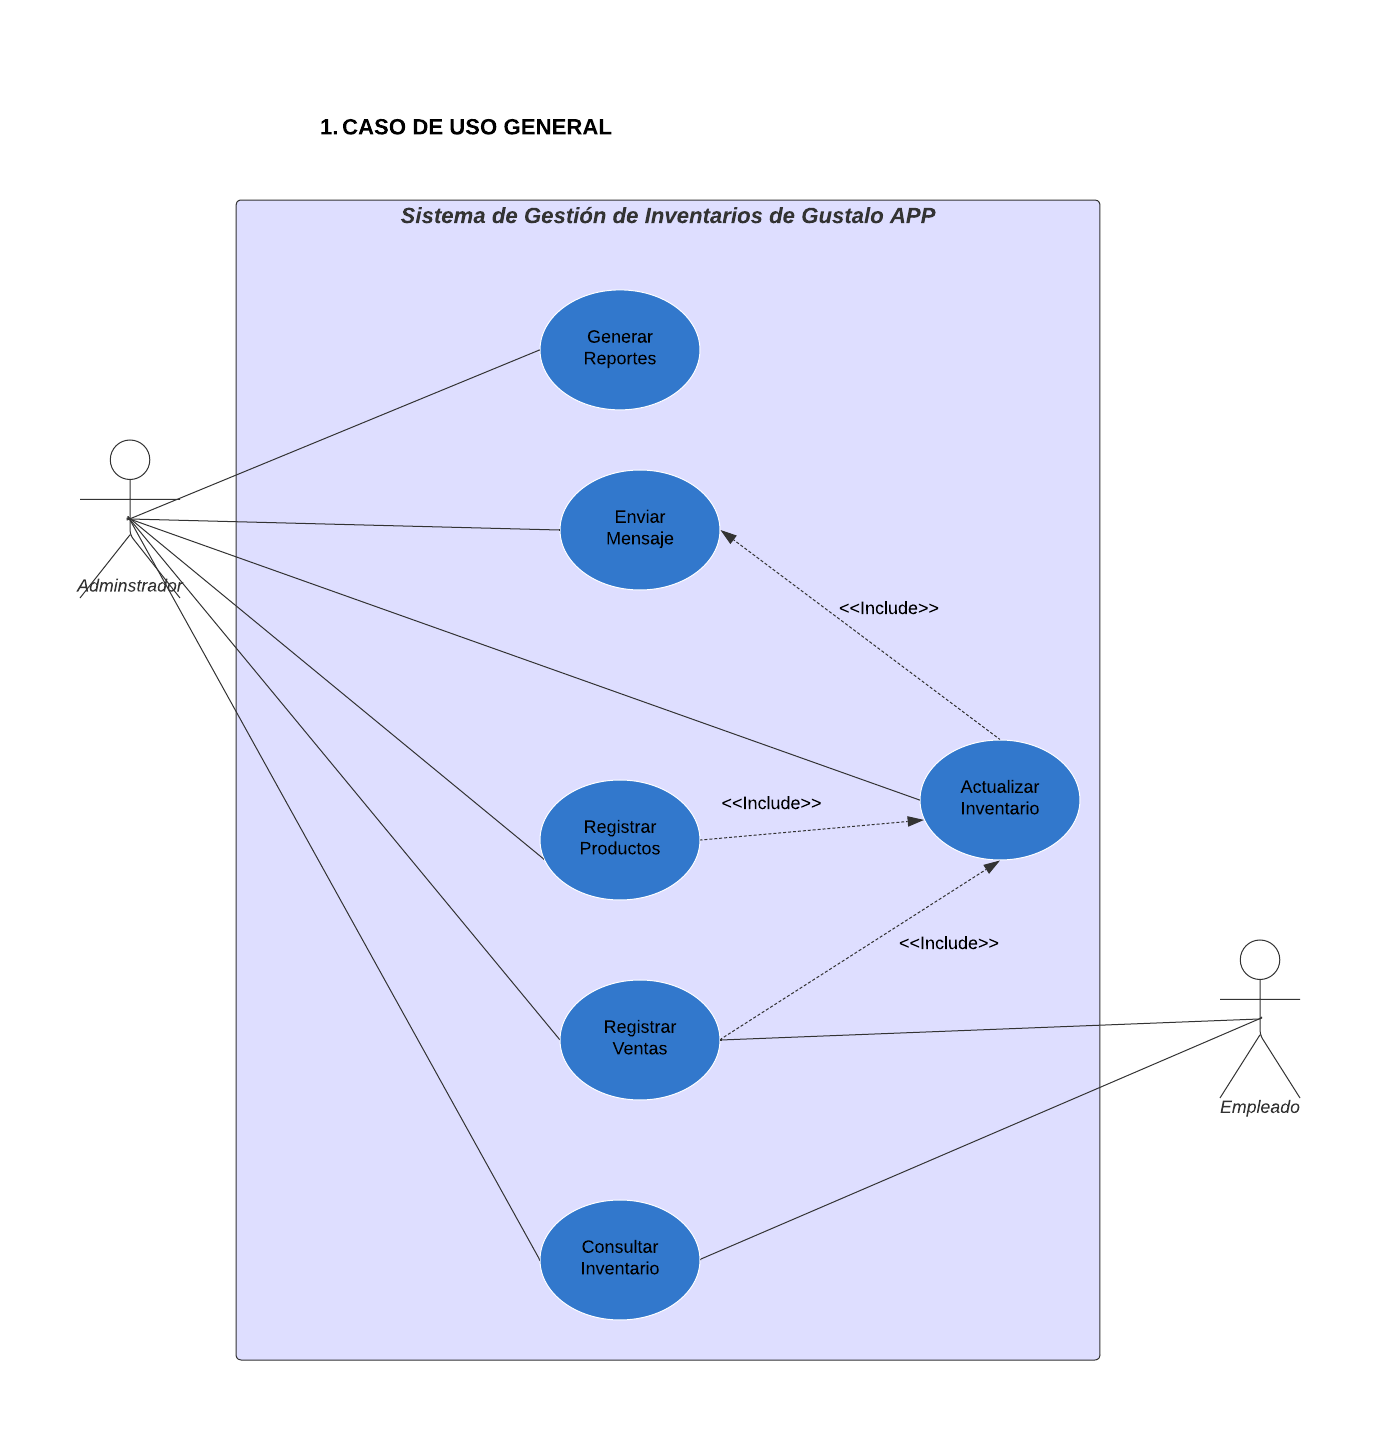 1. CASO DE USO GENERAL
Sistema de Gestión de Inventarios de Gustalo APP
Generar
Reportes
Enviar
Mensaje
Adminstrador
<<Include>>
Actualizar
Inventario
<<Include>>
Registrar
Productos
<<Include>>
Registrar
Ventas
Empleado
Consultar
Inventario